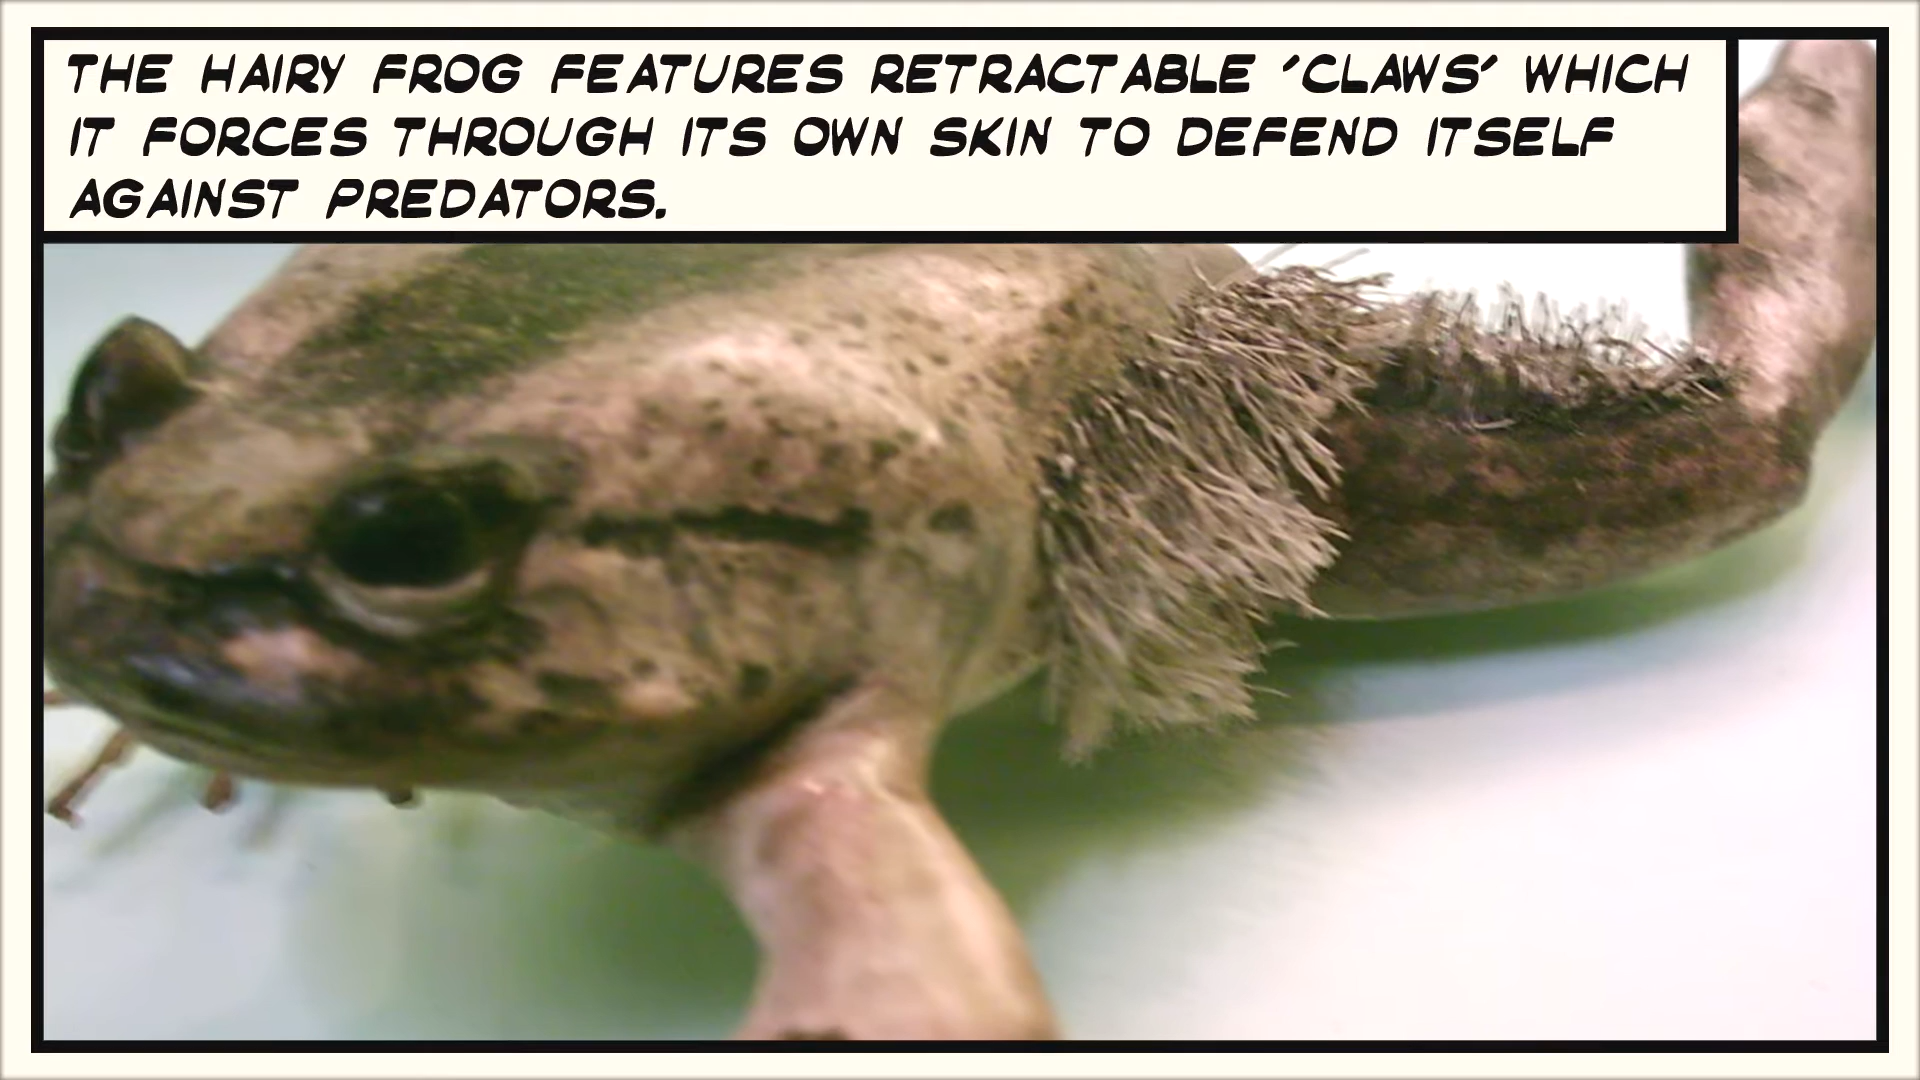 THE HAIRY FROG FEATURES RETRACTABLE 'CLAWS' WHICH
IT FORCES THROUGH ITS OWN SKIN TO DEFEND ITSELF
AGAINST PREDATORS.